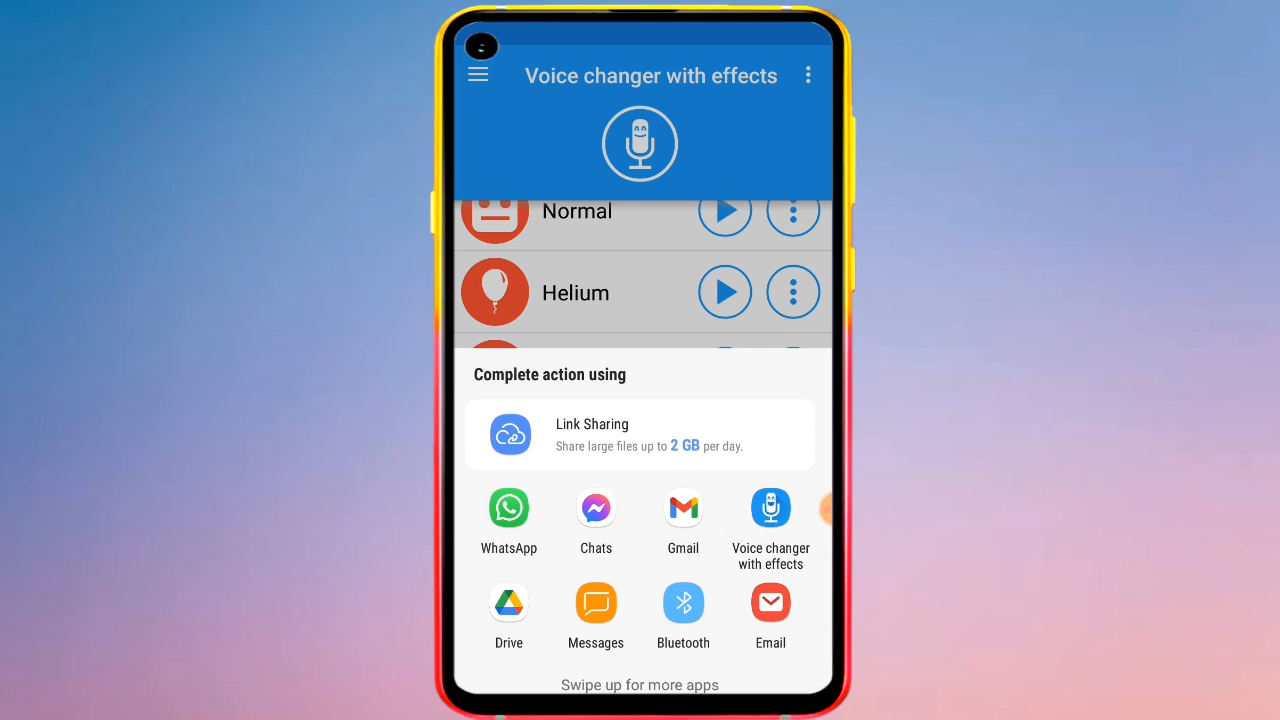 Voice changer with effects
Normal
Helium
Complete action using
Link Sharing
Share large files up to 2 GB per day.
WhatsApp
Chats
Gmail
Voice changer
with effects
Drive
Messages
Bluetooth
Email
Swipe up for more apps